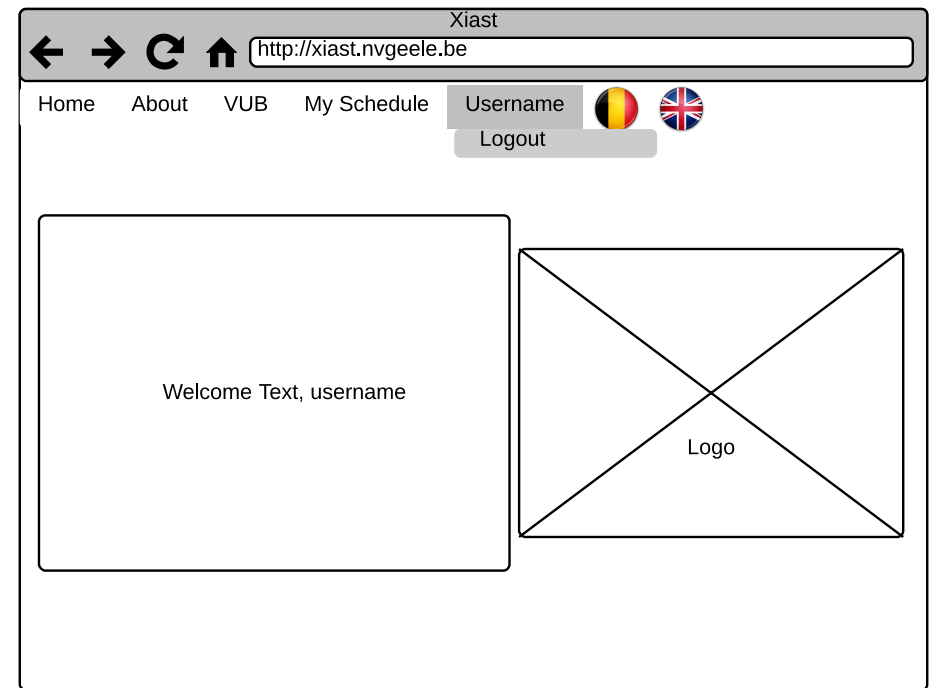 Xiast
http://xiast.nvgeele.be
Home About VUB My Schedule Username
Logout
Welcome Text, username
Logo